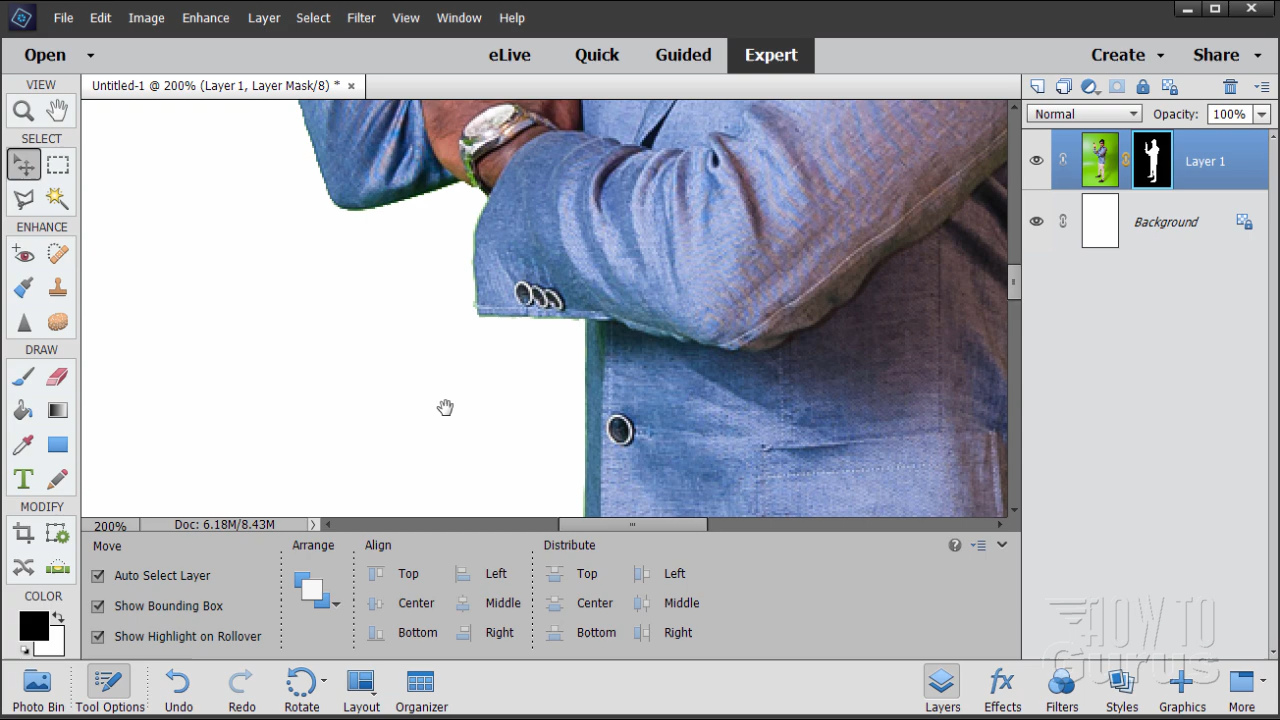 File Edit Image Enhance Layer Select Filter View Window Help
Open eLive Quick Guided Expert Create Share
VIEW
Untitled-1 @ 200% (Layer 1, Layer Mask/8) * ×
Normal Opacity: 100%
SELECT
Layer 1
Background
ENHANCE
DRAW
T
MODIFY
COLOR
200% Doc: 6.18M/8.43M
Move Arrange Align Distribute
Auto Select Layer Top Left Top Left
Show Bounding Box Center Middle Center Middle
Show Highlight on Rollover Bottom Right Bottom Right
HOW TO
Gurus
fx
Photo Bin Tool Options Undo Redo Rotate Layout Organizer Layers Effects Filters Styles Graphics More